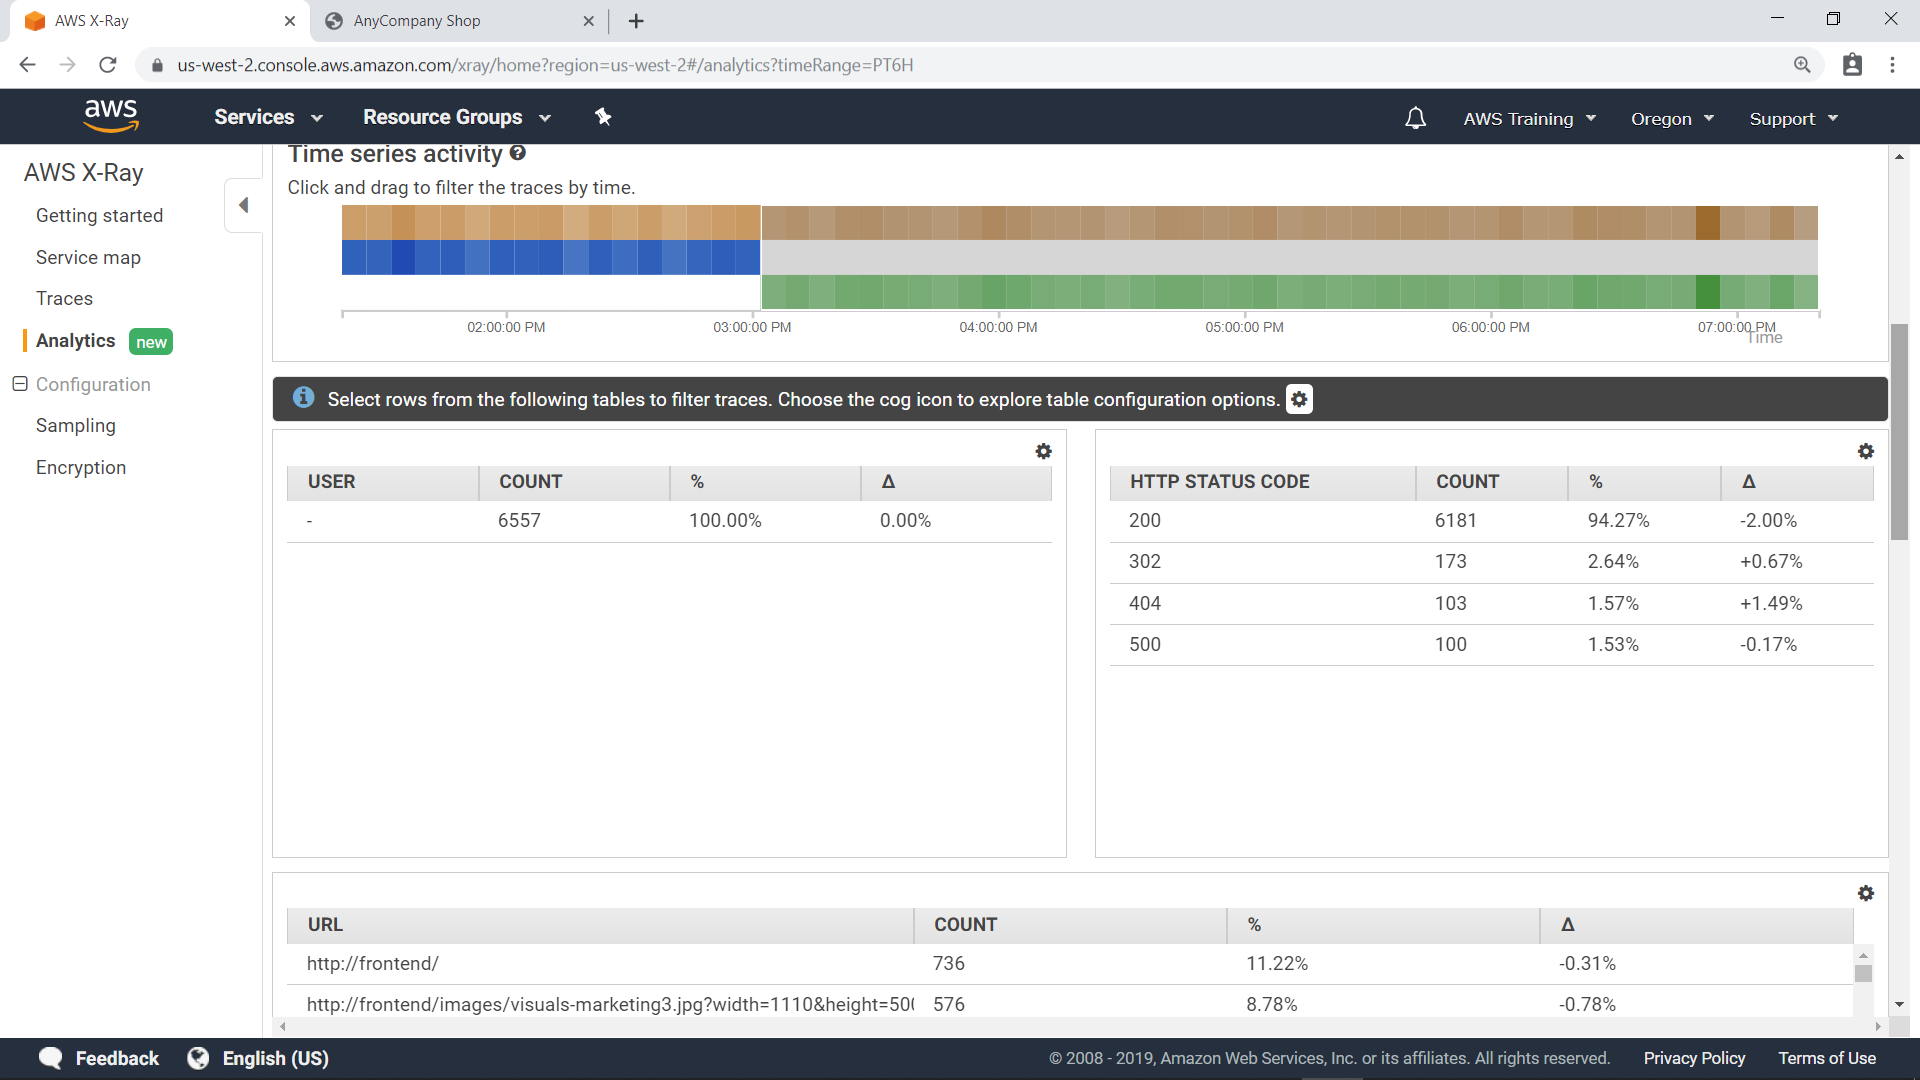 AWS X-Ray
AnyCompany Shop
us-west-2.console.aws.amazon.com/xray/home?region=us-west-2#/analytics?timeRange=PT6H
aws
Services
Resource Groups
AWS Training
Oregon
Support
AWS X-Ray
Getting started
Service map
Traces
Analytics new
Configuration
Sampling
Encryption
Time series activity
Click and drag to filter the traces by time.
02:00:00 PM 03:00:00 PM 04:00:00 PM 05:00:00 PM 06:00:00 PM 07:00:00 PM
Time
Select rows from the following tables to filter traces. Choose the cog icon to explore table configuration options.
USER COUNT % Δ
- 6557 100.00% 0.00%
HTTP STATUS CODE COUNT % Δ
200 6181 94.27% -2.00%
302 173 2.64% +0.67%
404 103 1.57% +1.49%
500 100 1.53% -0.17%
URL COUNT % Δ
http://frontend/ 736 11.22% -0.31%
http://frontend/images/visuals-marketing3.jpg?width=1110&height=500 576 8.78% -0.78%
Feedback
English (US)
© 2008 - 2019, Amazon Web Services, Inc. or its affiliates. All rights reserved.
Privacy Policy
Terms of Use